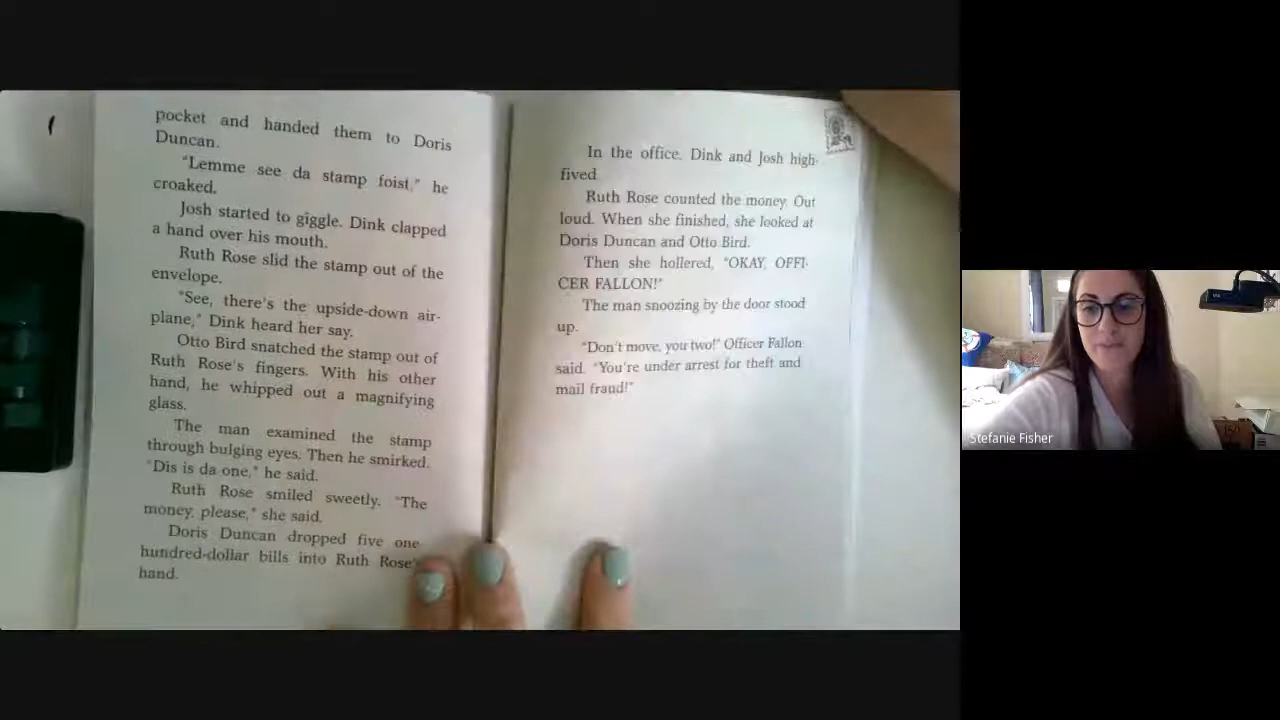 pocket and handed them to Doris
Duncan.
"Lemme see da stamp foist," he
croaked.
Josh started to giggle. Dink clapped
a hand over his mouth.
Ruth Rose slid the stamp out of the
envelope.
"See, there's the upside-down air-
plane," Dink heard her say.
Otto Bird snatched the stamp out of
Ruth Rose's fingers. With his other
hand, he whipped out a magnifying
glass.
The man examined the stamp
through bulging eyes. Then he smirked.
"Dis is da one," he said.
Ruth Rose smiled sweetly. "The
money, please," she said.
Doris Duncan dropped five one
hundred-dollar bills into Ruth Rose's
hand.
In the office, Dink and Josh high-
fived.
Ruth Rose counted the money. Out
loud. When she finished, she looked at
Doris Duncan and Otto Bird.
Then she hollered, "OKAY, OFFI-
CER FALLON!"
The man snoozing by the door stood
up.
"Don't move, you two!" Officer Fallon
said. "You're under arrest for theft and
mail fraud!"
Stefanie Fisher